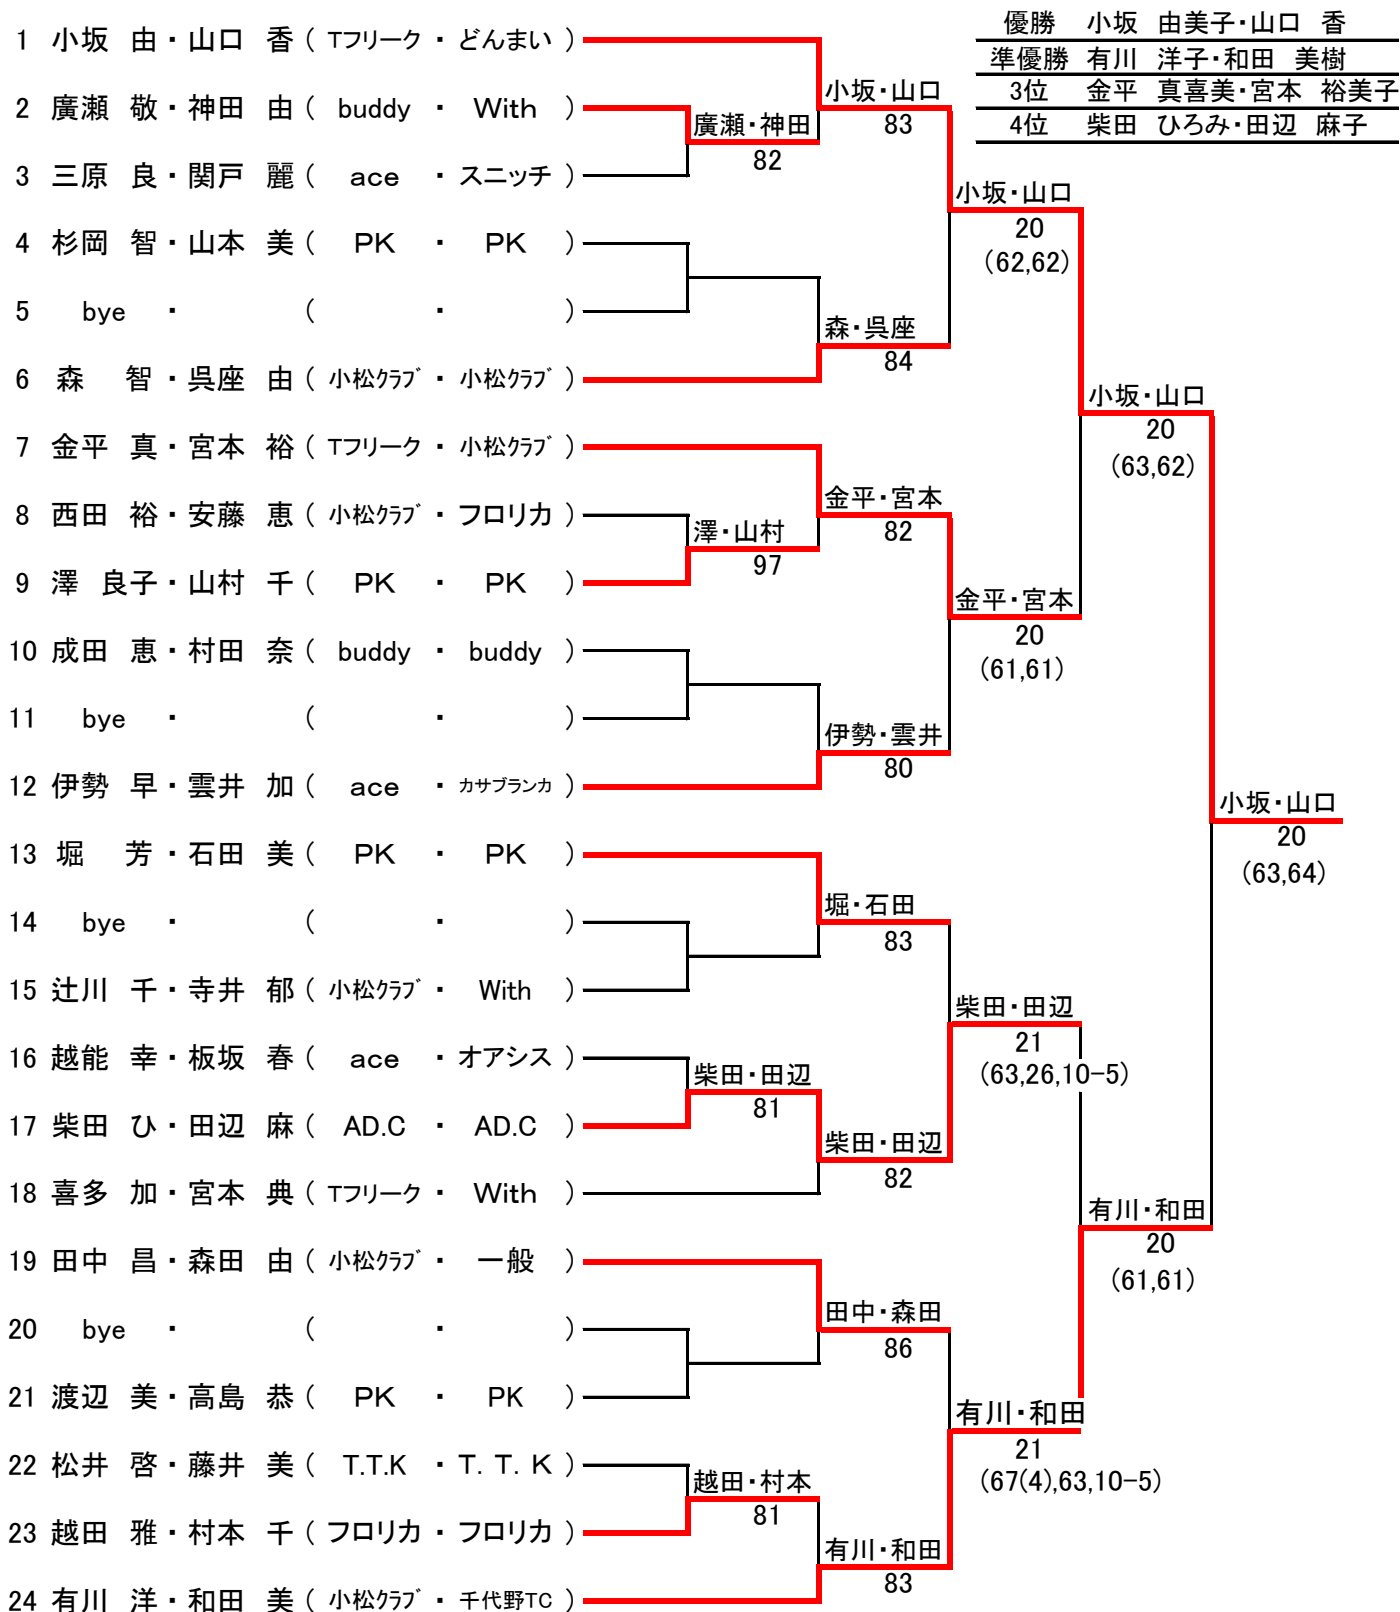 優勝 小坂 由美子・山口 香
準優勝 有川 洋子・和田 美樹
3位 金平 真喜美・宮本 裕美子
4位 柴田 ひろみ・田辺 麻子
1 小坂 由・山口 香 ( Tフリーク ・ どんまい )
2 廣瀬 敬・神田 由 ( buddy ・ With )
3 三原 良・関戸 麗 ( ace ・ スニッチ )
4 杉岡 智・山本 美 ( PK ・ PK )
5 bye ・ ( ・ )
6 森 智・呉座 由 ( 小松クラブ ・ 小松クラブ )
7 金平 真・宮本 裕 ( Tフリーク ・ 小松クラブ )
8 西田 裕・安藤 恵 ( 小松クラブ ・ フロリカ )
9 澤 良子・山村 千 ( PK ・ PK )
10 成田 恵・村田 奈 ( buddy ・ buddy )
11 bye ・ ( ・ )
12 伊勢 早・雲井 加 ( ace ・ カサブランカ )
13 堀 芳・石田 美 ( PK ・ PK )
14 bye ・ ( ・ )
15 辻川 千・寺井 郁 ( 小松クラブ ・ With )
16 越能 幸・板坂 春 ( ace ・ オアシス )
17 柴田 ひ・田辺 麻 ( AD.C ・ AD.C )
18 喜多 加・宮本 典 ( Tフリーク ・ With )
19 田中 昌・森田 由 ( 小松クラブ ・ 一般 )
20 bye ・ ( ・ )
21 渡辺 美・高島 恭 ( PK ・ PK )
22 松井 啓・藤井 美 ( T.T.K ・ T. T. K )
23 越田 雅・村本 千 ( フロリカ ・ フロリカ )
24 有川 洋・和田 美 ( 小松クラブ ・ 千代野TC )
廣瀬・神田
82
澤・山村
97
柴田・田辺
81
越田・村本
81
小坂・山口
83
森・呉座
84
金平・宮本
82
伊勢・雲井
80
堀・石田
83
柴田・田辺
82
田中・森田
86
有川・和田
83
小坂・山口
20
(62,62)
金平・宮本
20
(61,61)
柴田・田辺
21
(63,26,10-5)
有川・和田
21
(67(4),63,10-5)
小坂・山口
20
(63,62)
有川・和田
20
(61,61)
小坂・山口
20
(63,64)